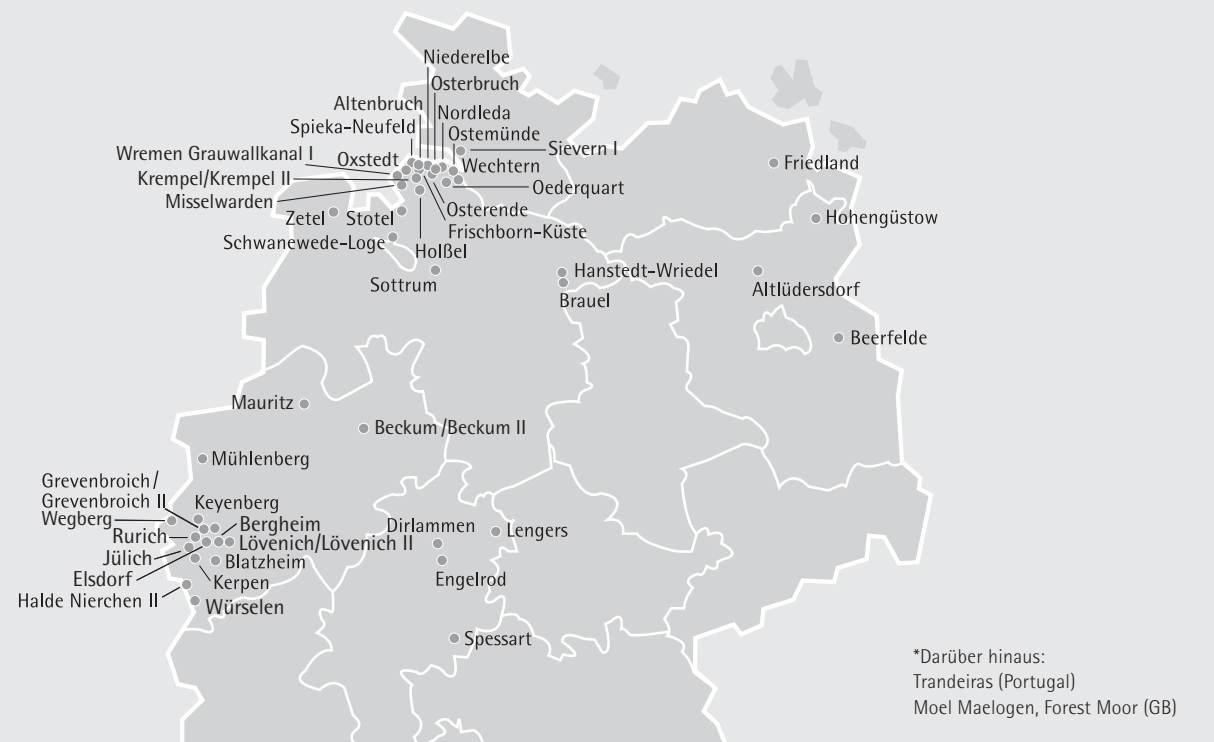 Niederelbe
Osterbruch
Altenbruch
Nordleda
Spieka-Neufeld
Ostemünde
Sievern I
Wremen Grauwallkanal I
Oxstedt
Wechtern
Friedland
Krempel/Krempel II
Oederquart
Misselwarden
Osterende
Zetel
Stotel
Hohengüstow
Frischborn-Küste
Schwanewede-Loge
Holßel
Hanstedt-Wriedel
Sottrum
Altlüdersdorf
Brauel
Beerfelde
Mauritz
Beckum/Beckum II
Mühlenberg
Grevenbroich/
Grevenbroich II
Keyenberg
Wegberg
Bergheim
Dirlammen
Lengers
Rurich
Lövenich/Lövenich II
Jülich
Blatzheim
Elsdorf
Kerpen
Engelrod
Halde Nierchen II
Würselen
Spessart
*Darüber hinaus:
Trandeiras (Portugal)
Moel Maelogen, Forest Moor (GB)